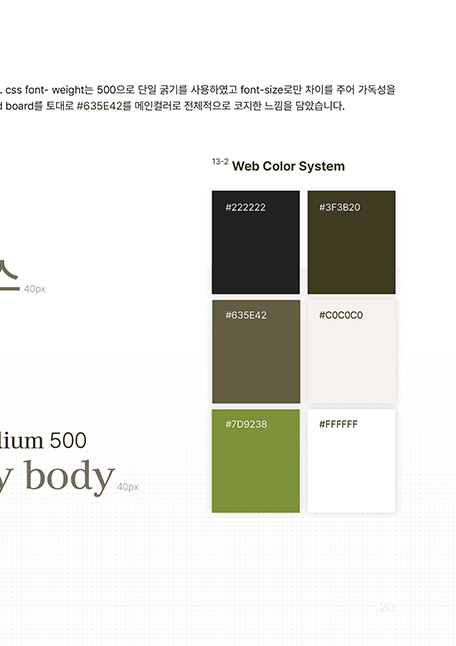 . css font- weight는 500으로 단일 굵기를 사용하였고 font-size로만 차이를 주어 가독성을
board를 토대로 #635E42를 메인컬러로 전체적으로 코지한 느낌을 담았습니다.
13-2 Web Color System
#222222
#3F3B20
스 40px
#635E42
#C0C0C0
#7D9238
#FFFFFF
dium 500
y body 40px
20